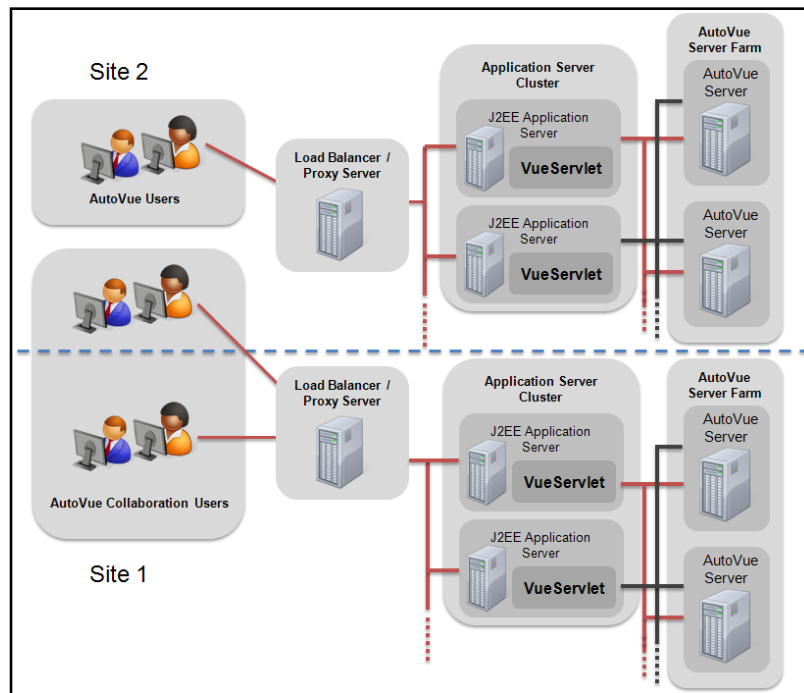 Site 2
AutoVue Users
Load Balancer /
Proxy Server
Application Server
Cluster
J2EE Application
Server
VueServlet
J2EE Application
Server
VueServlet
AutoVue
Server Farm
AutoVue
Server
AutoVue
Server
AutoVue Collaboration Users
Site 1
Load Balancer /
Proxy Server
Application Server
Cluster
J2EE Application
Server
VueServlet
J2EE Application
Server
VueServlet
AutoVue
Server Farm
AutoVue
Server
AutoVue
Server